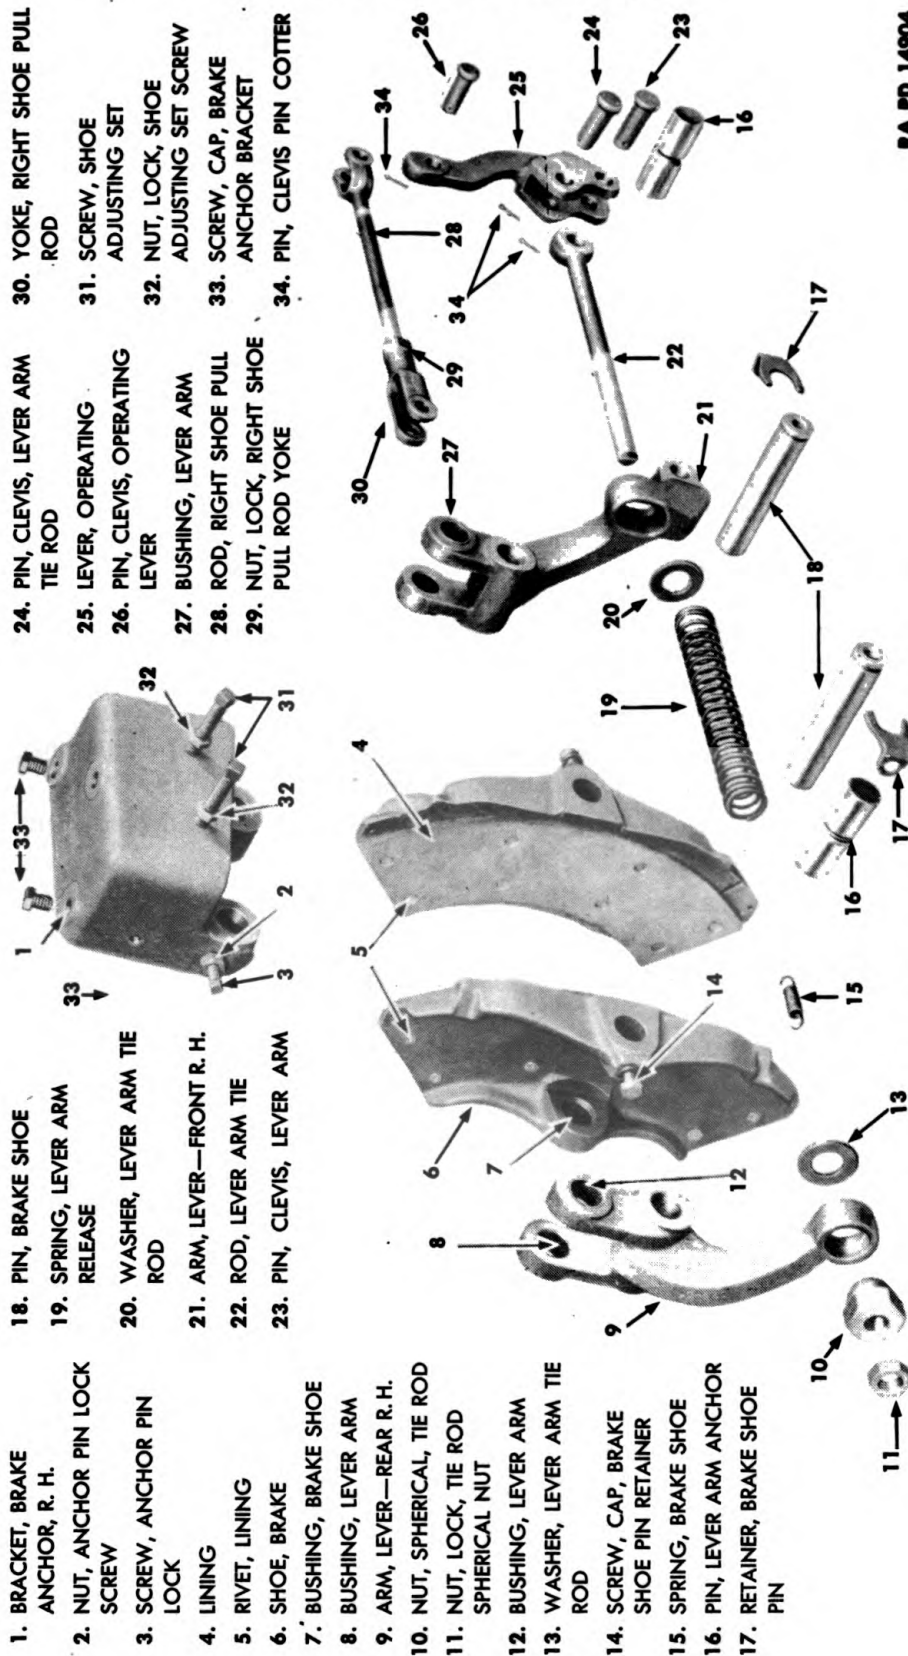 1. BRACKET, BRAKE
ANCHOR, R. H.
2. NUT, ANCHOR PIN LOCK
SCREW
3. SCREW, ANCHOR PIN
LOCK
4. LINING
5. RIVET, LINING
6. SHOE, BRAKE
7. BUSHING, BRAKE SHOE
8. BUSHING, LEVER ARM
9. ARM, LEVER—REAR R. H.
10. NUT, SPHERICAL, TIE ROD
11. NUT, LOCK, TIE ROD
SPHERICAL NUT
12. BUSHING, LEVER ARM
13. WASHER, LEVER ARM TIE
ROD
14. SCREW, CAP, BRAKE
SHOE PIN RETAINER
15. SPRING, BRAKE SHOE
16. PIN, LEVER ARM ANCHOR
17. RETAINER, BRAKE SHOE
PIN
18. PIN, BRAKE SHOE
19. SPRING, LEVER ARM
RELEASE
20. WASHER, LEVER ARM TIE
ROD
21. ARM, LEVER—FRONT R. H.
22. ROD, LEVER ARM TIE
23. PIN, CLEVIS, LEVER ARM
24. PIN, CLEVIS, LEVER ARM
TIE ROD
25. LEVER, OPERATING
26. PIN, CLEVIS, OPERATING
LEVER
27. BUSHING, LEVER ARM
28. ROD, RIGHT SHOE PULL
29. NUT, LOCK, RIGHT SHOE
PULL ROD YOKE
30. YOKE, RIGHT SHOE PULL
ROD
31. SCREW, SHOE
ADJUSTING SET
32. NUT, LOCK, SHOE
ADJUSTING SET SCREW
33. SCREW, CAP, BRAKE
ANCHOR BRACKET
34. PIN, CLEVIS PIN COTTER
33
1
33
32
31
32
2
3
4
5
6
7
8
12
14
9
10
11
13
15
16
17
18
19
20
21
17
22
27
30
29
28
34
34
26
25
24
23
16
RA PD 14904